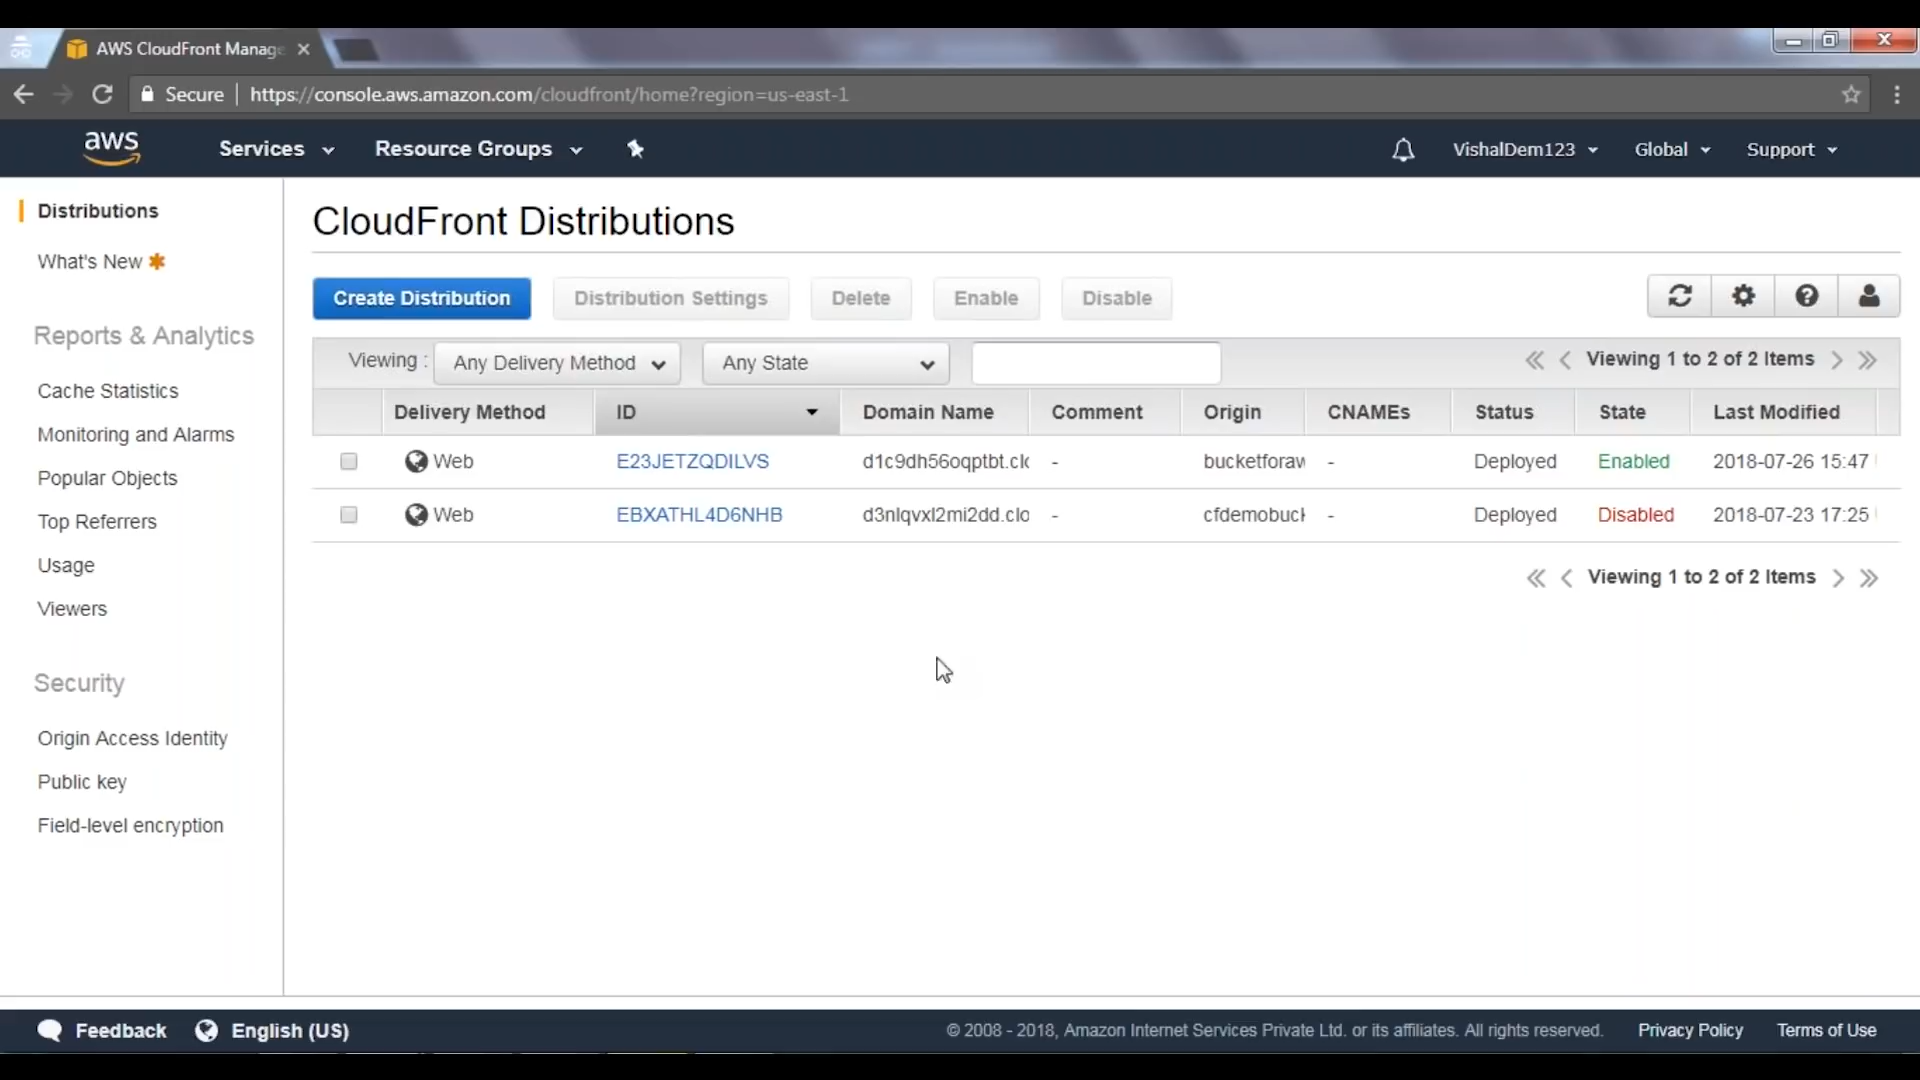 AWS CloudFront Manage
Secure https://console.aws.amazon.com/cloudfront/home?region=us-east-1
aws Services Resource Groups VishalDem123 Global Support
Distributions
What's New
Reports & Analytics
Cache Statistics
Monitoring and Alarms
Popular Objects
Top Referrers
Usage
Viewers
Security
Origin Access Identity
Public key
Field-level encryption
CloudFront Distributions
Create Distribution Distribution Settings Delete Enable Disable
Viewing : Any Delivery Method Any State Viewing 1 to 2 of 2 Items
Delivery Method ID Domain Name Comment Origin CNAMEs Status State Last Modified
Web E23JETZQDILVS d1c9dh56oqptbt.clo - bucketforaw - Deployed Enabled 2018-07-26 15:47
Web EBXATHL4D6NHB d3nlqvxl2mi2dd.clo - cfdemobuck - Deployed Disabled 2018-07-23 17:25
Viewing 1 to 2 of 2 Items
Feedback English (US) © 2008 - 2018, Amazon Internet Services Private Ltd. or its affiliates. All rights reserved. Privacy Policy Terms of Use